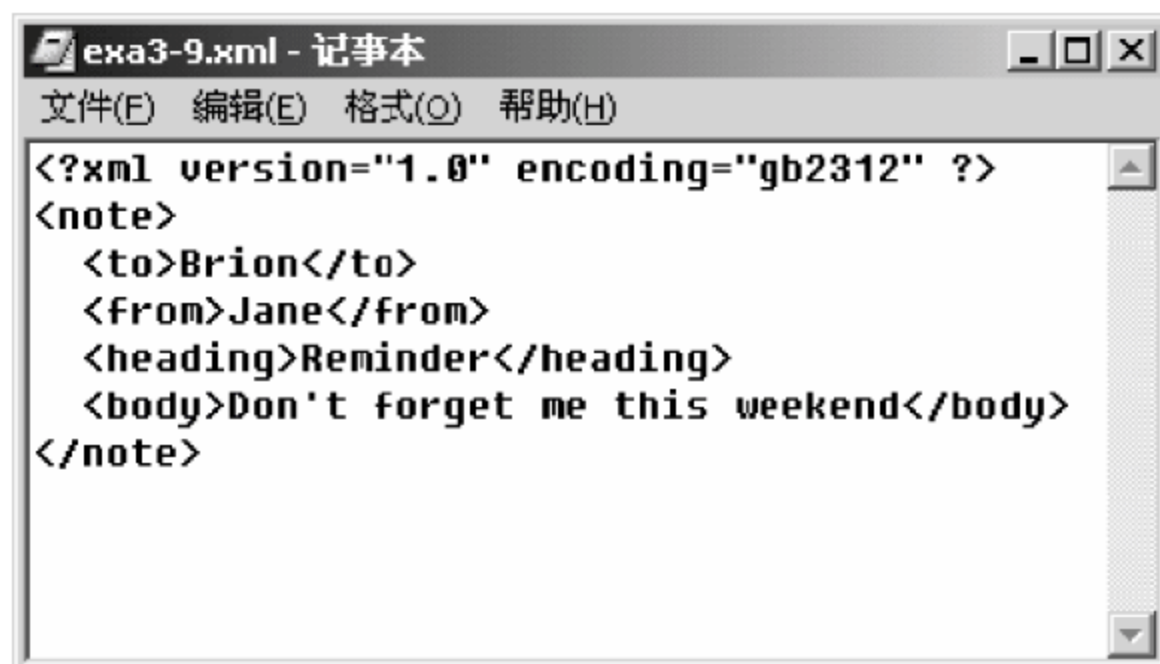 exa3-9.xml - 记事本
文件(F) 编辑(E) 格式(O) 帮助(H)
<?xml version="1.0" encoding="gb2312" ?>
<note>
  <to>Brion</to>
  <from>Jane</from>
  <heading>Reminder</heading>
  <body>Don't forget me this weekend</body>
</note>